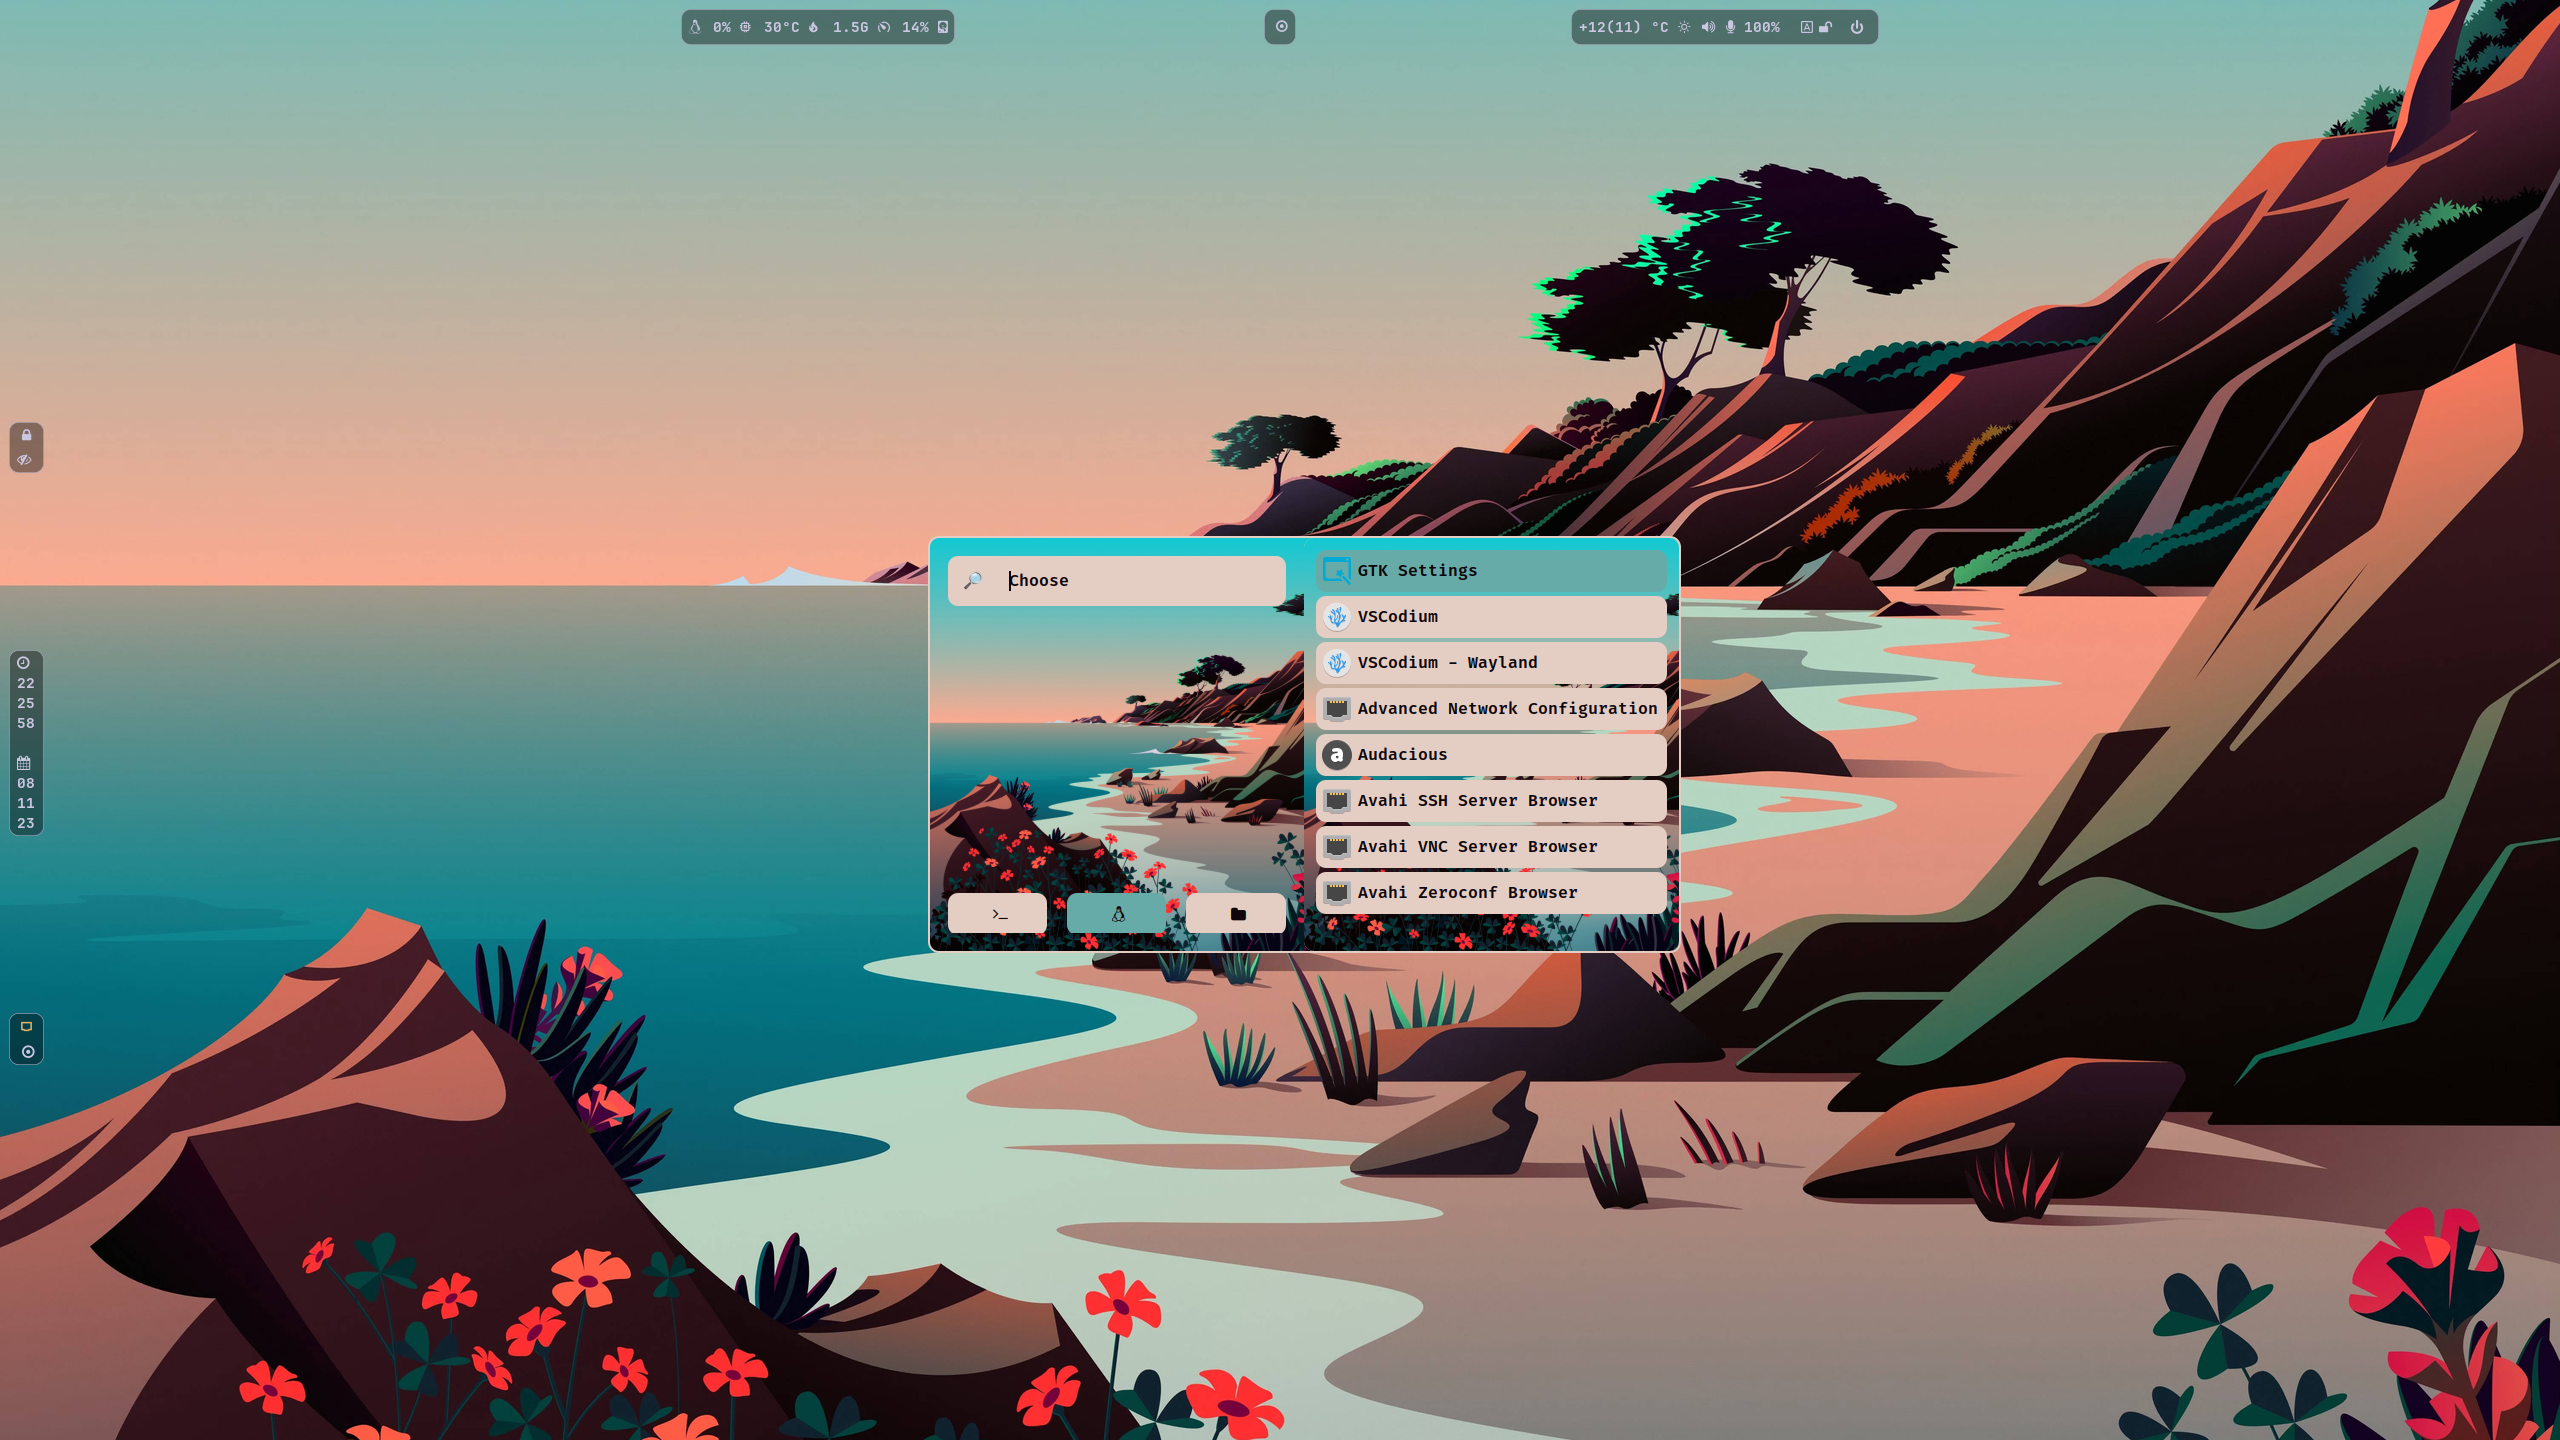 0% 30°C 1.5G 14%
+12(11) °C 100% A
22
25
58
08
11
23
Choose
>_
GTK Settings
VSCodium
VSCodium - Wayland
Advanced Network Configuration
a Audacious
Avahi SSH Server Browser
Avahi VNC Server Browser
Avahi Zeroconf Browser